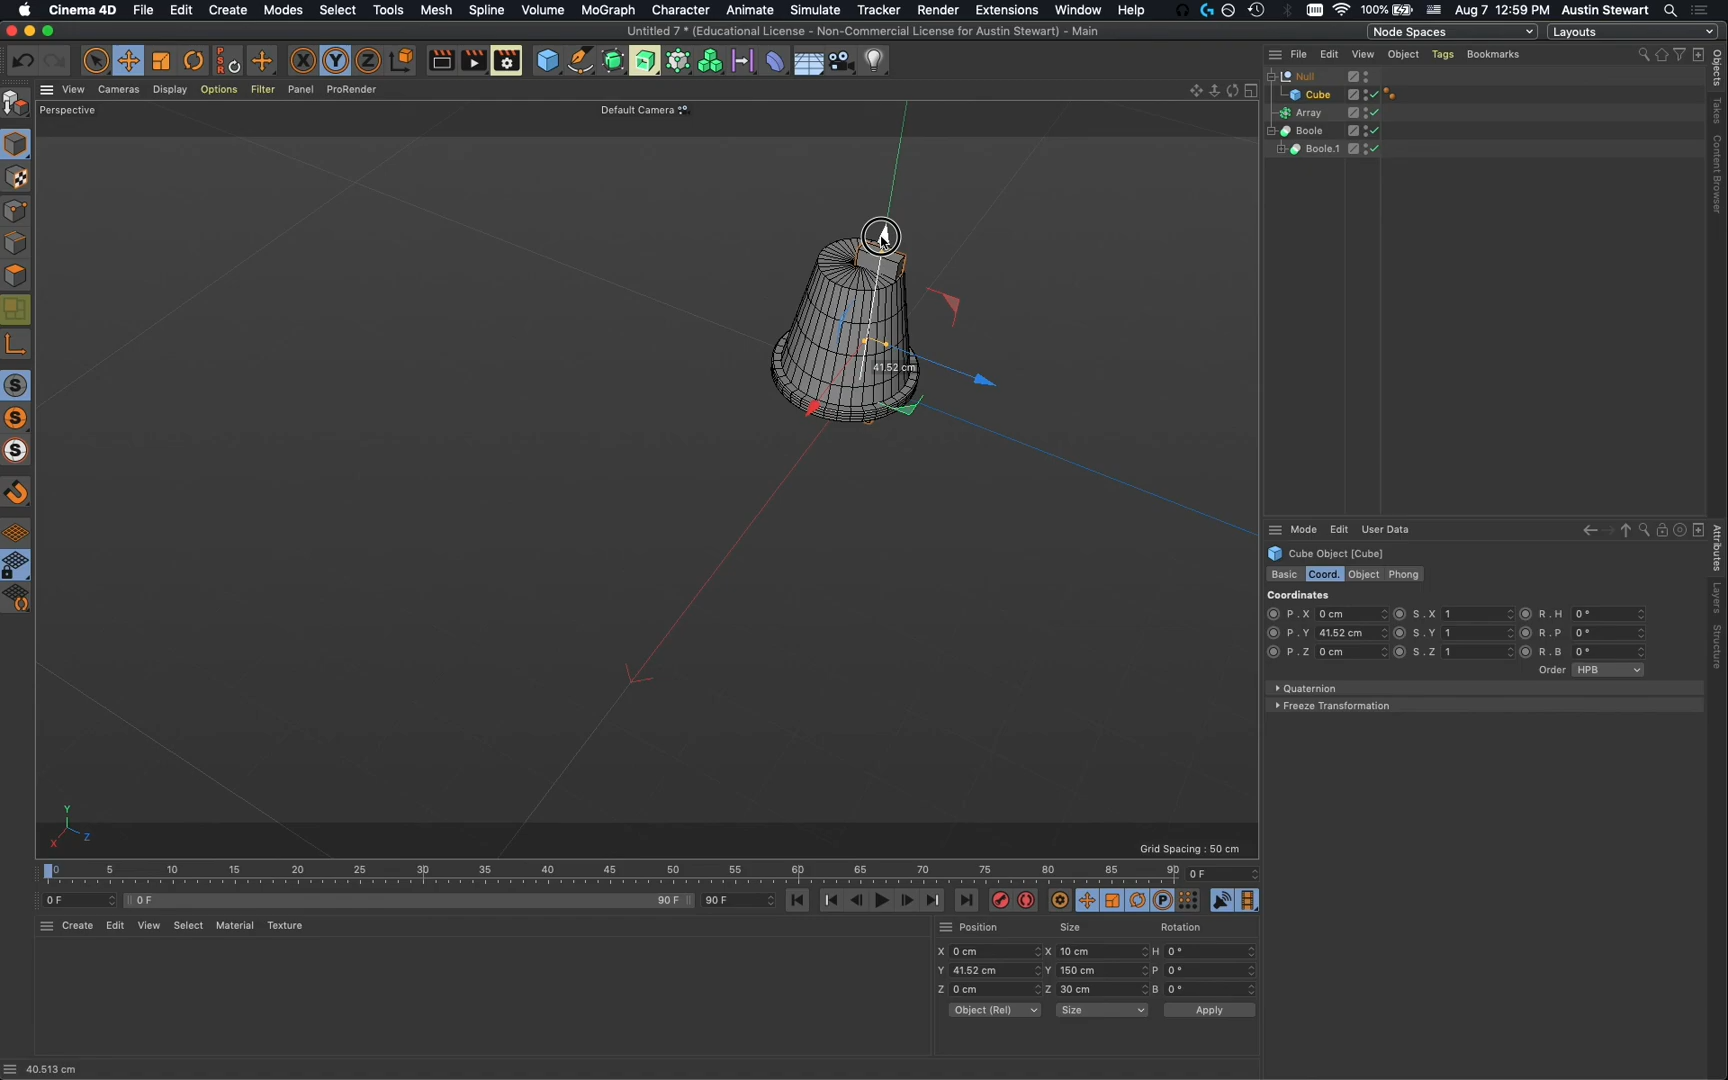 Cinema 4D File Edit Create Modes Select Tools Mesh Spline Volume MoGraph Character Animate Simulate Tracker Render Extensions Window Help 100% Aug 7 12:59 PM Austin Stewart
Untitled 7 * (Educational License - Non-Commercial License for Austin Stewart) - Main
Node Spaces Layouts
PSR X Y Z
File Edit View Object Tags Bookmarks
View Cameras Display Options Filter Panel ProRender
Perspective
Default Camera
Null
Cube
Array
Boole
Boole.1
Objects
Takes
Content Browser
41.52 cm
Mode Edit User Data
Attributes
Layers
Structure
Cube Object [Cube]
Basic Coord. Object Phong
Coordinates
P . X 0 cm S . X 1 R . H 0 °
P . Y 41.52 cm S . Y 1 R . P 0 °
P . Z 0 cm S . Z 1 R . B 0 °
Order HPB
Quaternion
Freeze Transformation
S
S
S
Y
Z
X
Grid Spacing : 50 cm
0 5 10 15 20 25 30 35 40 45 50 55 60 65 70 75 80 85 90 0 F
0 F 0 F 90 F 90 F P
Create Edit View Select Material Texture
Position Size Rotation
X 0 cm X 10 cm H 0 °
Y 41.52 cm Y 150 cm P 0 °
Z 0 cm Z 30 cm B 0 °
Object (Rel) Size Apply
40.513 cm